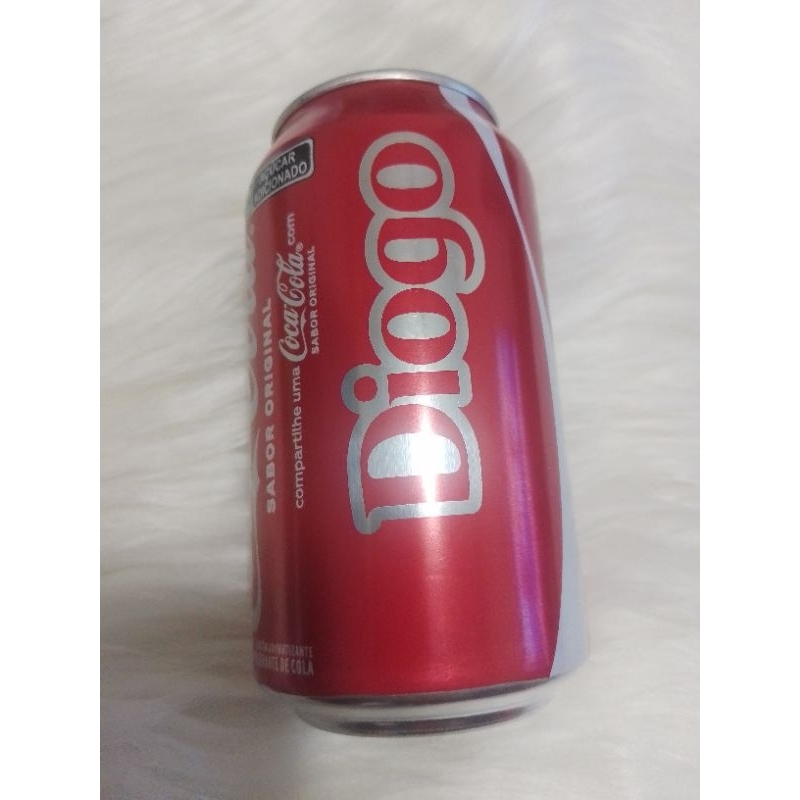 AÇÚCAR
ADICIONADO
SABOR ORIGINAL
compartilhe uma Coca-Cola® com
SABOR ORIGINAL
Diogo
DE COLA